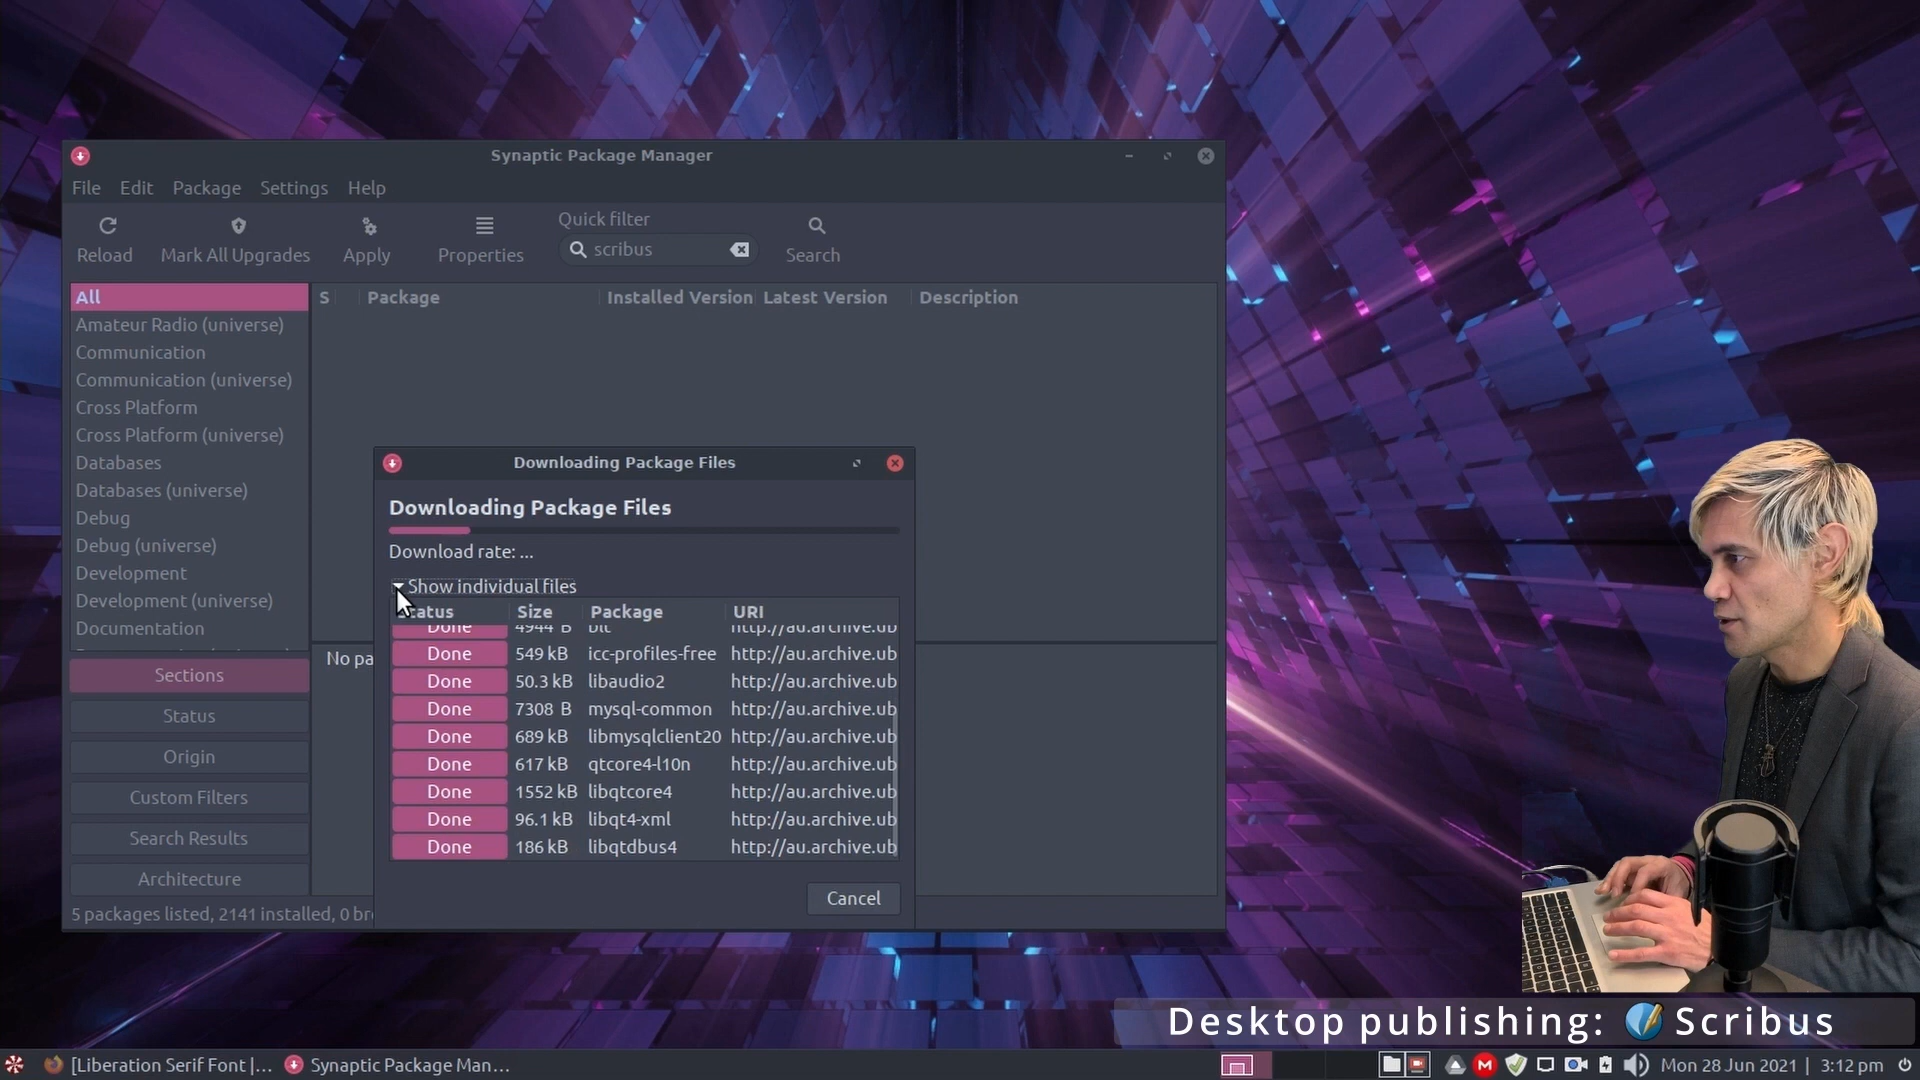 Synaptic Package Manager
File Edit Package Settings Help
Reload Mark All Upgrades Apply Properties
Quick filter
scribus
Search
S Package Installed Version Latest Version Description
All
Amateur Radio (universe)
Communication
Communication (universe)
Cross Platform
Cross Platform (universe)
Databases
Databases (universe)
Debug
Debug (universe)
Development
Development (universe)
Documentation
Sections
Status
Origin
Custom Filters
Search Results
Architecture
5 packages listed, 2141 installed, 0 br
No pa
Downloading Package Files
Downloading Package Files
Download rate: ...
Show individual files
Status Size Package URI
Done 4944 B blt http://au.archive.ub
Done 549 kB icc-profiles-free http://au.archive.ub
Done 50.3 kB libaudio2 http://au.archive.ub
Done 7308 B mysql-common http://au.archive.ub
Done 689 kB libmysqlclient20 http://au.archive.ub
Done 617 kB qtcore4-l10n http://au.archive.ub
Done 1552 kB libqtcore4 http://au.archive.ub
Done 96.1 kB libqt4-xml http://au.archive.ub
Done 186 kB libqtdbus4 http://au.archive.ub
Cancel
Desktop publishing: Scribus
[Liberation Serif Font |... Synaptic Package Man... M Mon 28 Jun 2021 | 3:12 pm